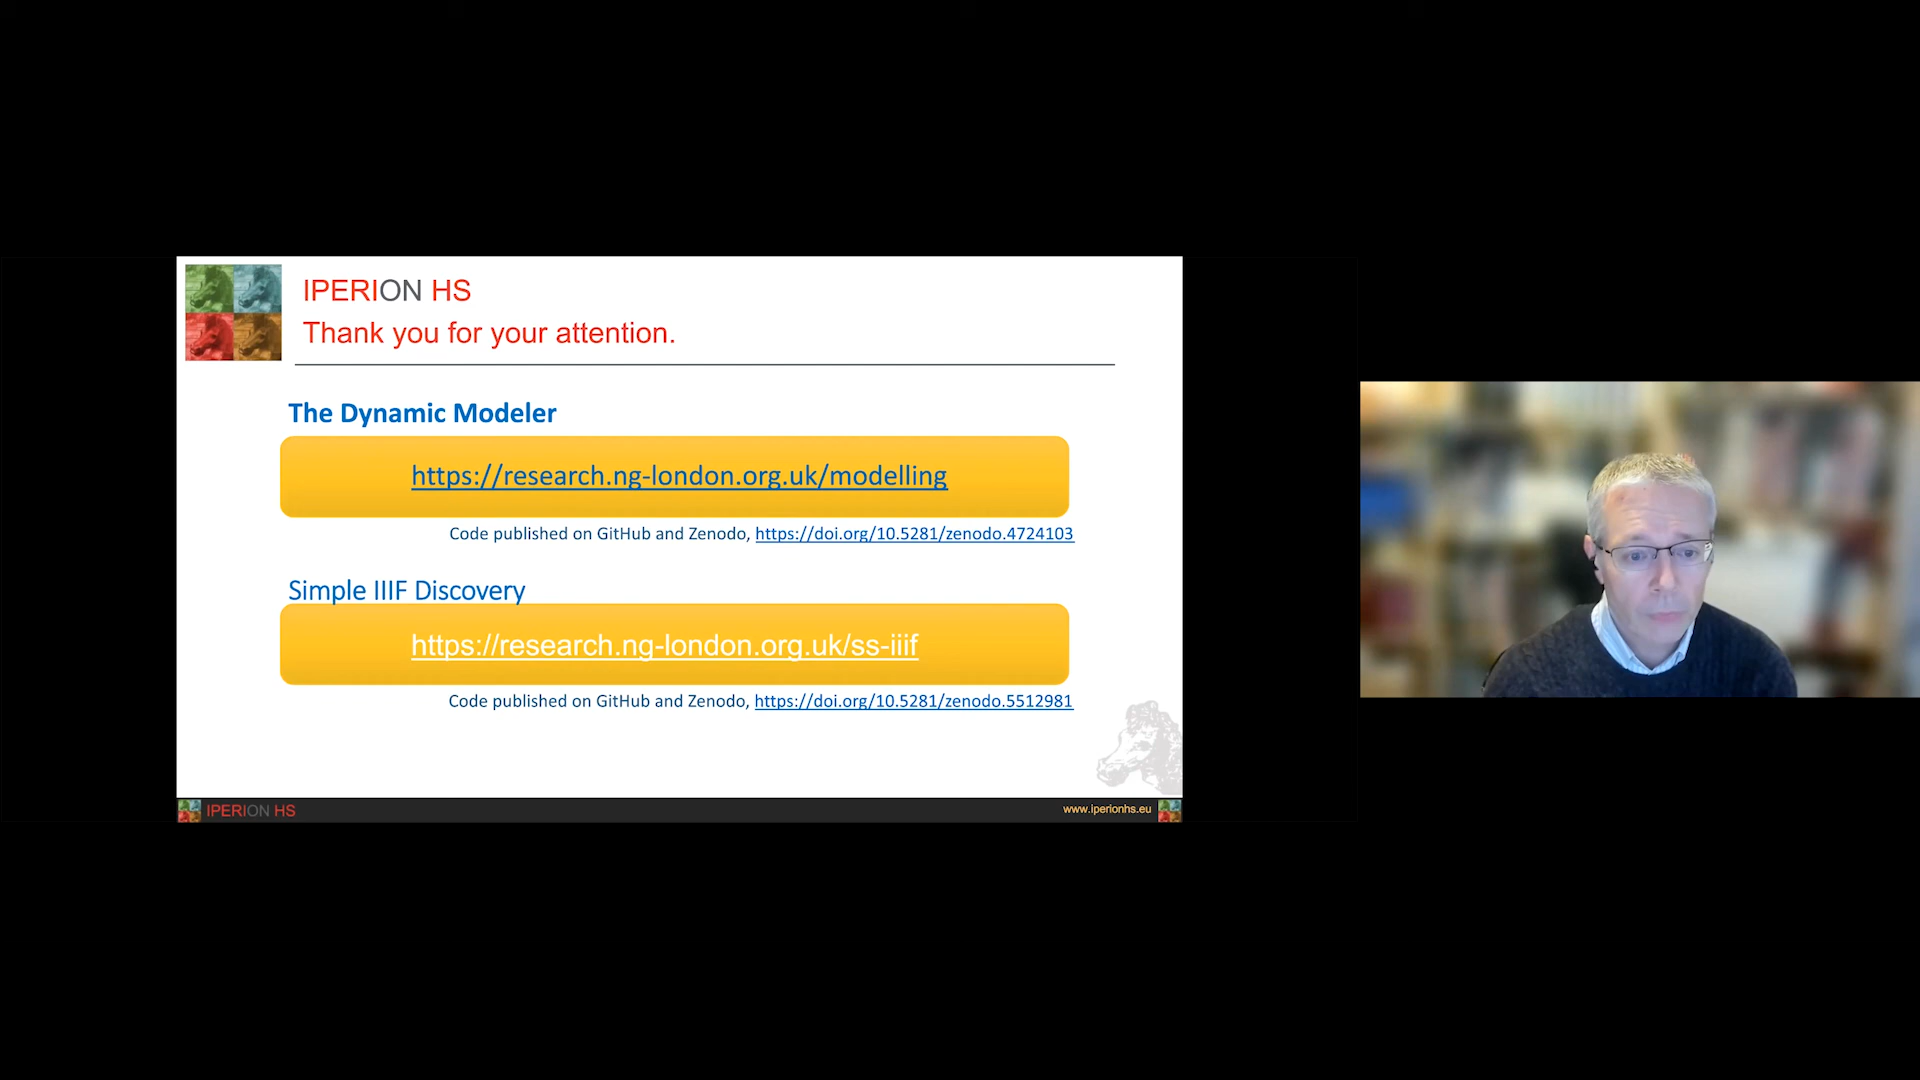 IPERION HS
Thank you for your attention.
The Dynamic Modeler
https://research.ng-london.org.uk/modelling
Code published on GitHub and Zenodo, https://doi.org/10.5281/zenodo.4724103
Simple IIIF Discovery
https://research.ng-london.org.uk/ss-iiif
Code published on GitHub and Zenodo, https://doi.org/10.5281/zenodo.5512981
IPERION HS
www.iperionhs.eu